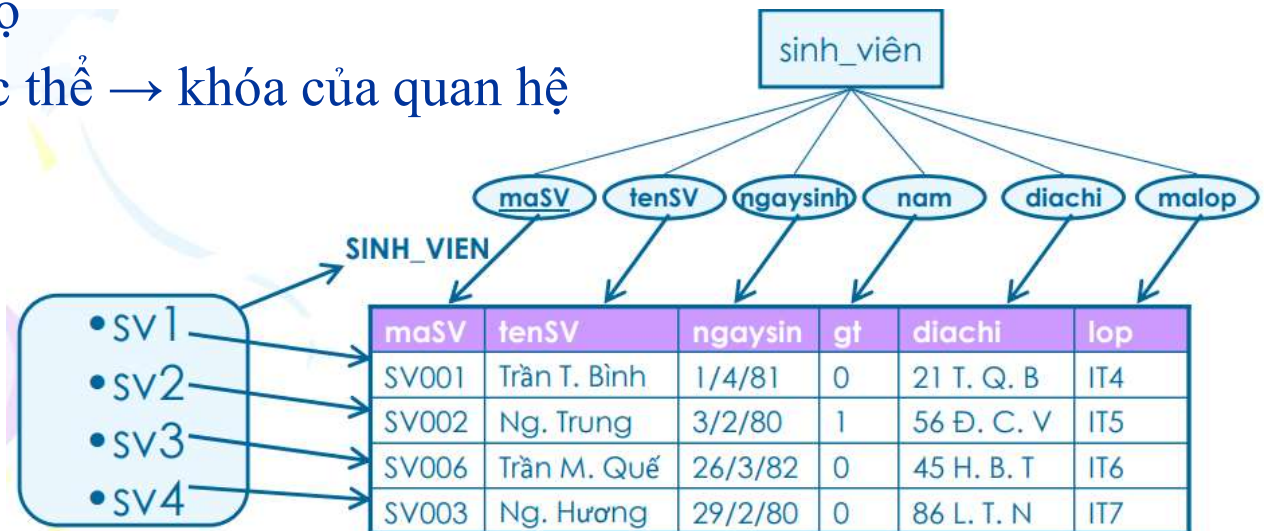 ọ
c thể → khóa của quan hệ
sinh_viên
maSV tenSV ngaysinh nam diachi malop
SINH_VIEN
•sv1
•sv2
•sv3
•sv4
maSV tenSV ngaysin gt diachi lop
SV001 Trần T. Bình 1/4/81 0 21 T. Q. B IT4
SV002 Ng. Trung 3/2/80 1 56 Đ. C. V IT5
SV006 Trần M. Quế 26/3/82 0 45 H. B. T IT6
SV003 Ng. Hương 29/2/80 0 86 L. T. N IT7